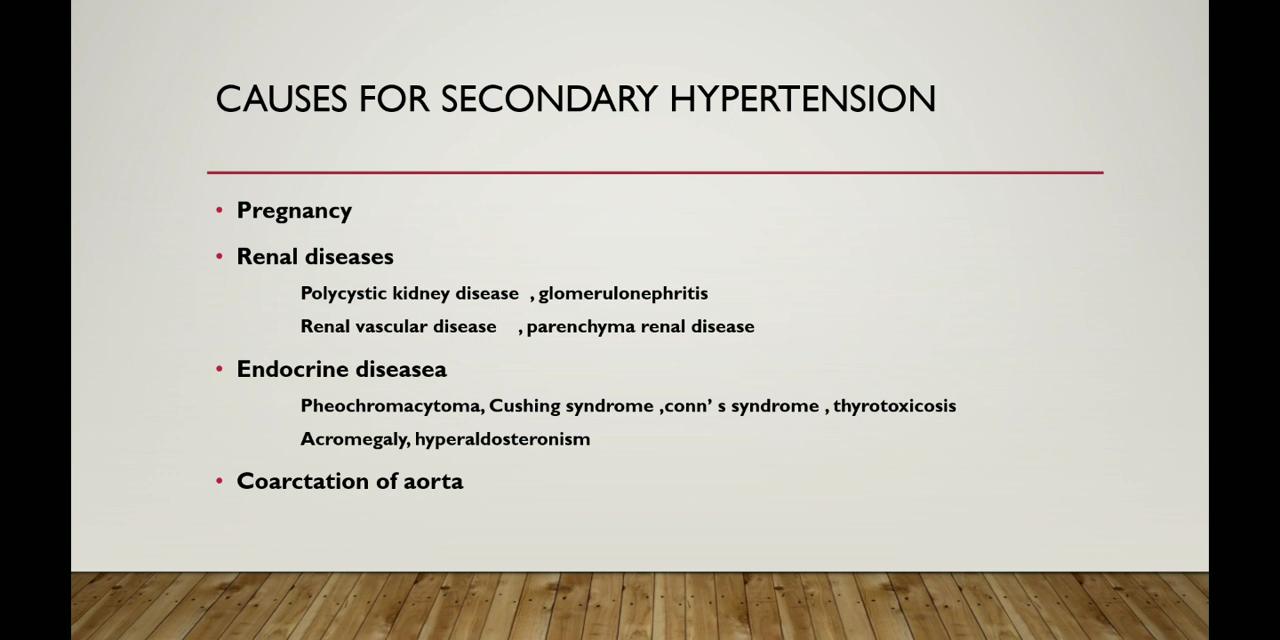 CAUSES FOR SECONDARY HYPERTENSION
• Pregnancy
• Renal diseases
Polycystic kidney disease , glomerulonephritis
Renal vascular disease , parenchyma renal disease
• Endocrine diseasea
Pheochromacytoma, Cushing syndrome ,conn’ s syndrome , thyrotoxicosis
Acromegaly, hyperaldosteronism
• Coarctation of aorta